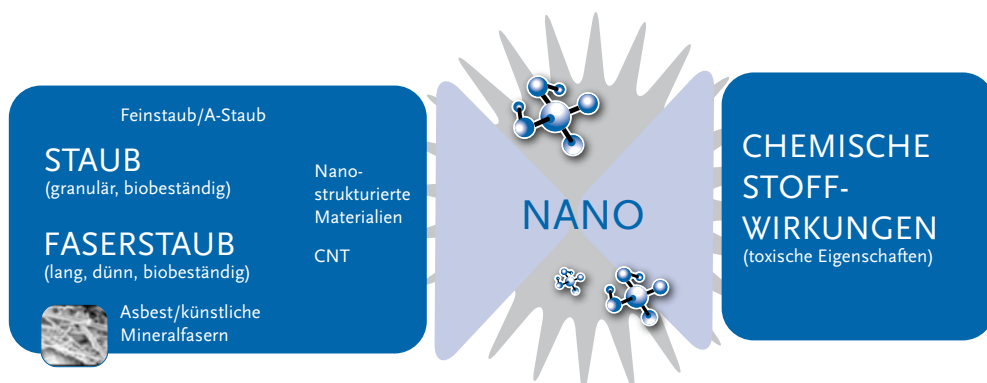 Feinstaub/A-Staub
STAUB
(granulär, biobeständig)
FASERSTAUB
(lang, dünn, biobeständig)
Asbest/künstliche
Mineralfasern
Nano-
strukturierte
Materialien
CNT
NANO
CHEMISCHE
STOFF-
WIRKUNGEN
(toxische Eigenschaften)